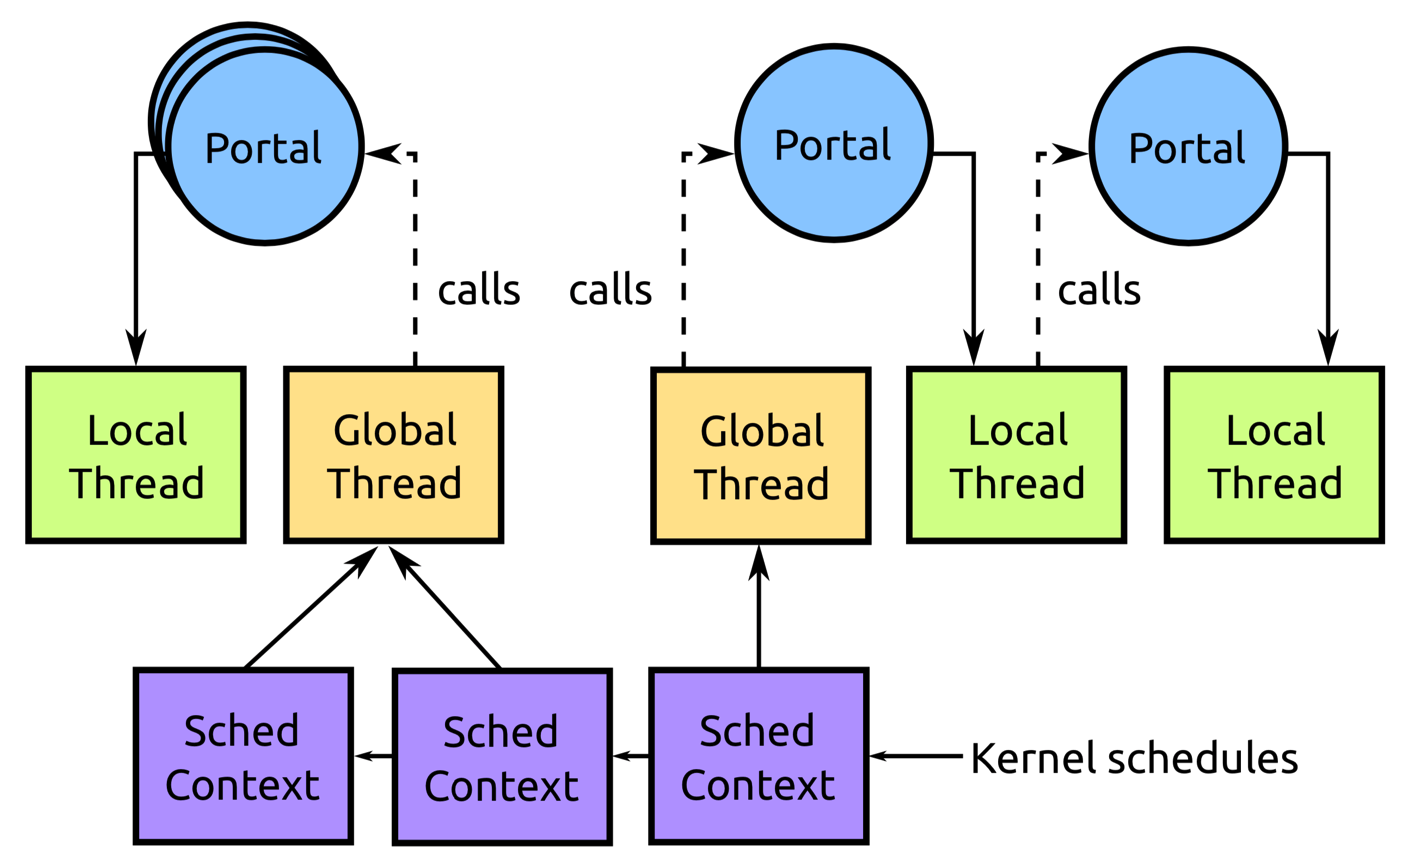 Portal
Portal
Portal
calls
calls
calls
Local
Thread
Global
Thread
Global
Thread
Local
Thread
Local
Thread
Sched
Context
Sched
Context
Sched
Context
Kernel schedules